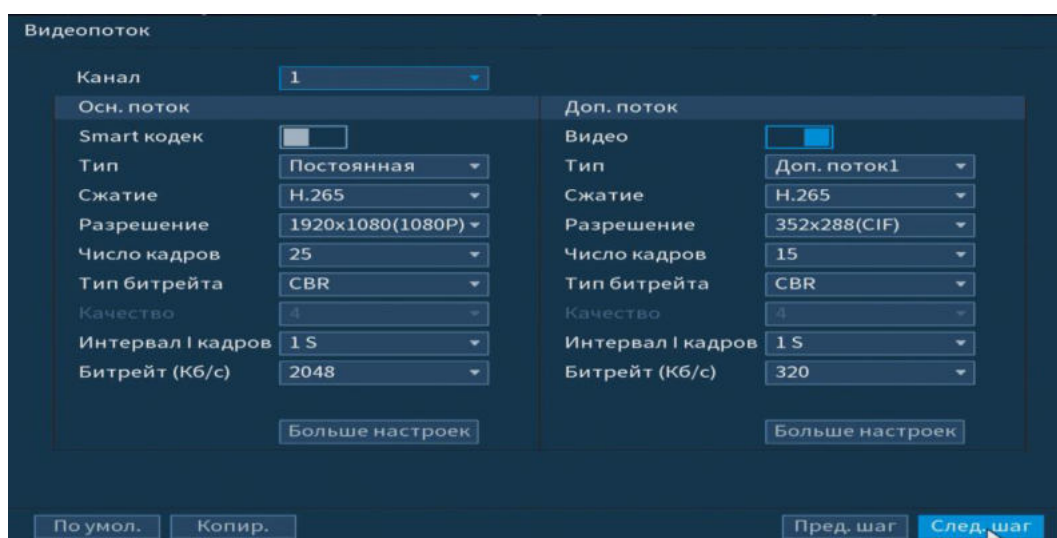 Видеопоток
Канал 1
Осн. поток Доп. поток
Smart кодек Видео
Тип Постоянная Тип Доп. поток1
Сжатие H.265 Сжатие H.265
Разрешение 1920x1080(1080P) Разрешение 352x288(CIF)
Число кадров 25 Число кадров 15
Тип битрейта CBR Тип битрейта CBR
Качество 4 Качество 4
Интервал I кадров 1 S Интервал I кадров 1 S
Битрейт (Кб/с) 2048 Битрейт (Кб/с) 320
Больше настроек Больше настроек
По умол. Копир. Пред. шаг След. шаг